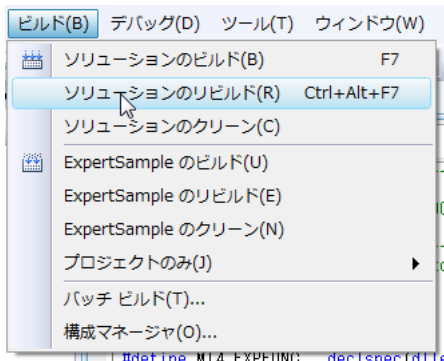 ビルド(B) デバッグ(D) ツール(T) ウィンドウ(W)
ソリューションのビルド(B) F7
ソリューションのリビルド(R) Ctrl+Alt+F7
ソリューションのクリーン(C)
ExpertSample のビルド(U)
ExpertSample のリビルド(E)
ExpertSample のクリーン(N)
プロジェクトのみ(J)
バッチ ビルド(T)...
構成マネージャ(O)...
#define MT4_EXPFUNC __declspec(dlle